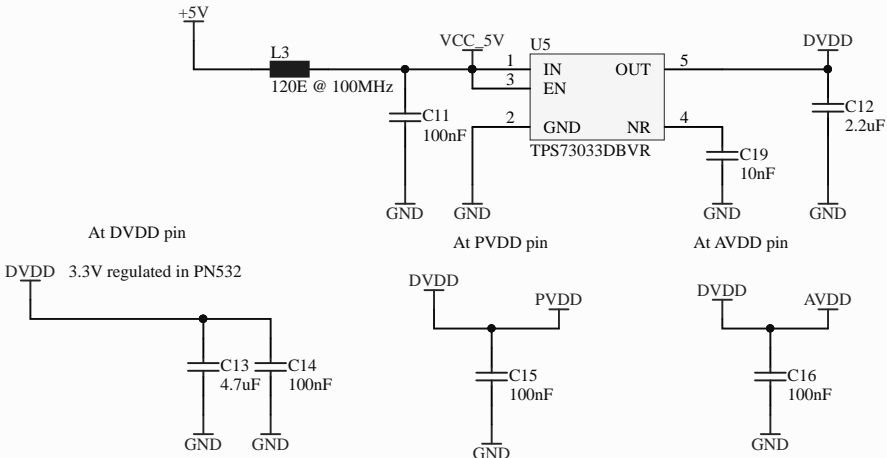 +5V
L3
120E @ 100MHz
VCC_5V
C11
100nF
GND
U5
1 IN OUT 5
3 EN
2 GND NR 4
TPS73033DBVR
GND
C19
10nF
GND
DVDD
C12
2.2uF
GND
At DVDD pin
DVDD 3.3V regulated in PN532
C13
4.7uF
GND
C14
100nF
GND
At PVDD pin
DVDD
PVDD
C15
100nF
GND
At AVDD pin
DVDD
AVDD
C16
100nF
GND